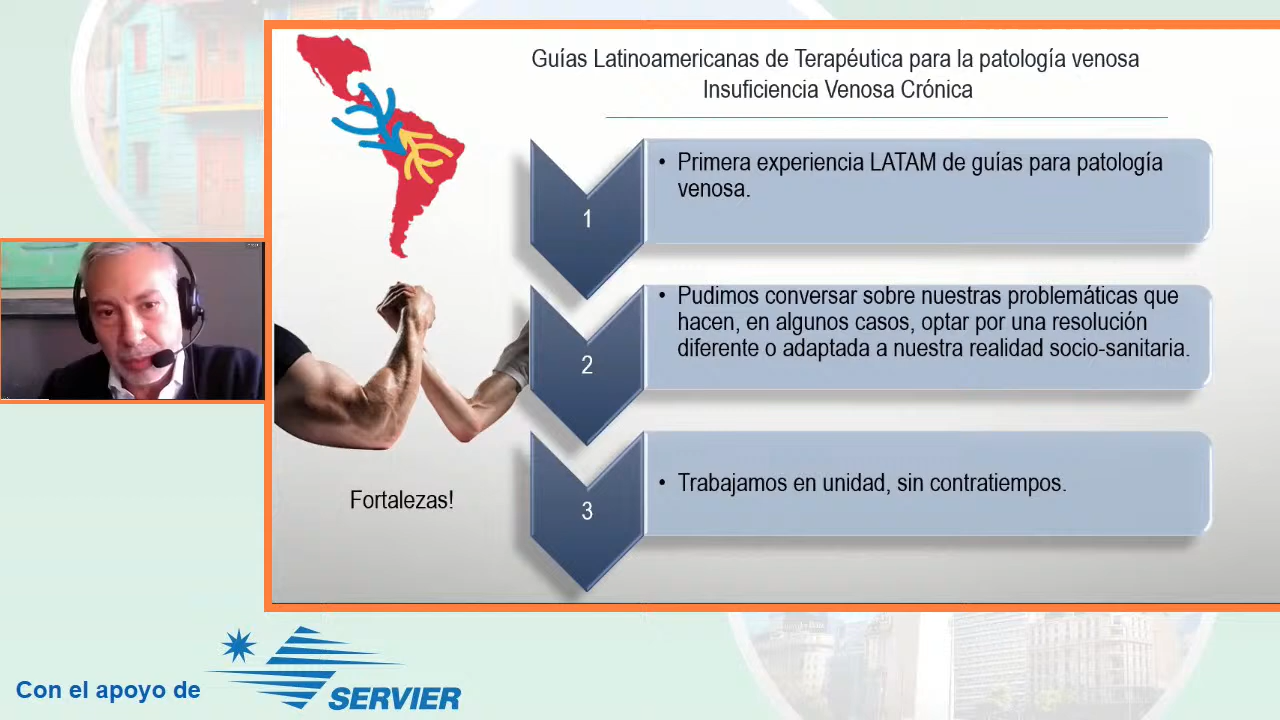 Guías Latinoamericanas de Terapéutica para la patología venosa
Insuficiencia Venosa Crónica
1
• Primera experiencia LATAM de guías para patología
venosa.
2
• Pudimos conversar sobre nuestras problemáticas que
hacen, en algunos casos, optar por una resolución
diferente o adaptada a nuestra realidad socio-sanitaria.
Fortalezas!
3
• Trabajamos en unidad, sin contratiempos.
Con el apoyo de
SERVIER